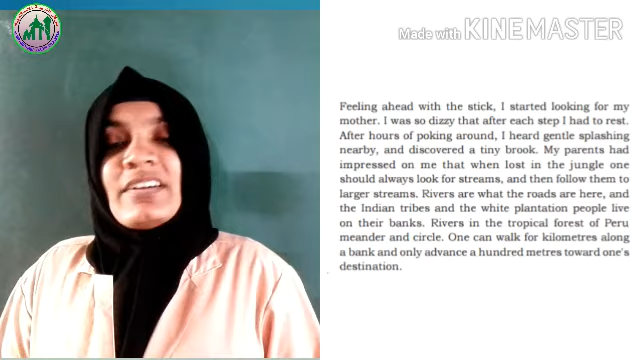 Made with KINEMASTER
Feeling ahead with the stick, I started looking for my
mother. I was so dizzy that after each step I had to rest.
After hours of poking around, I heard gentle splashing
nearby, and discovered a tiny brook. My parents had
impressed on me that when lost in the jungle one
should always look for streams, and then follow them to
larger streams. Rivers are what the roads are here, and
the Indian tribes and the white plantation people live
on their banks. Rivers in the tropical forest of Peru
meander and circle. One can walk for kilometres along
a bank and only advance a hundred metres toward one's
destination.